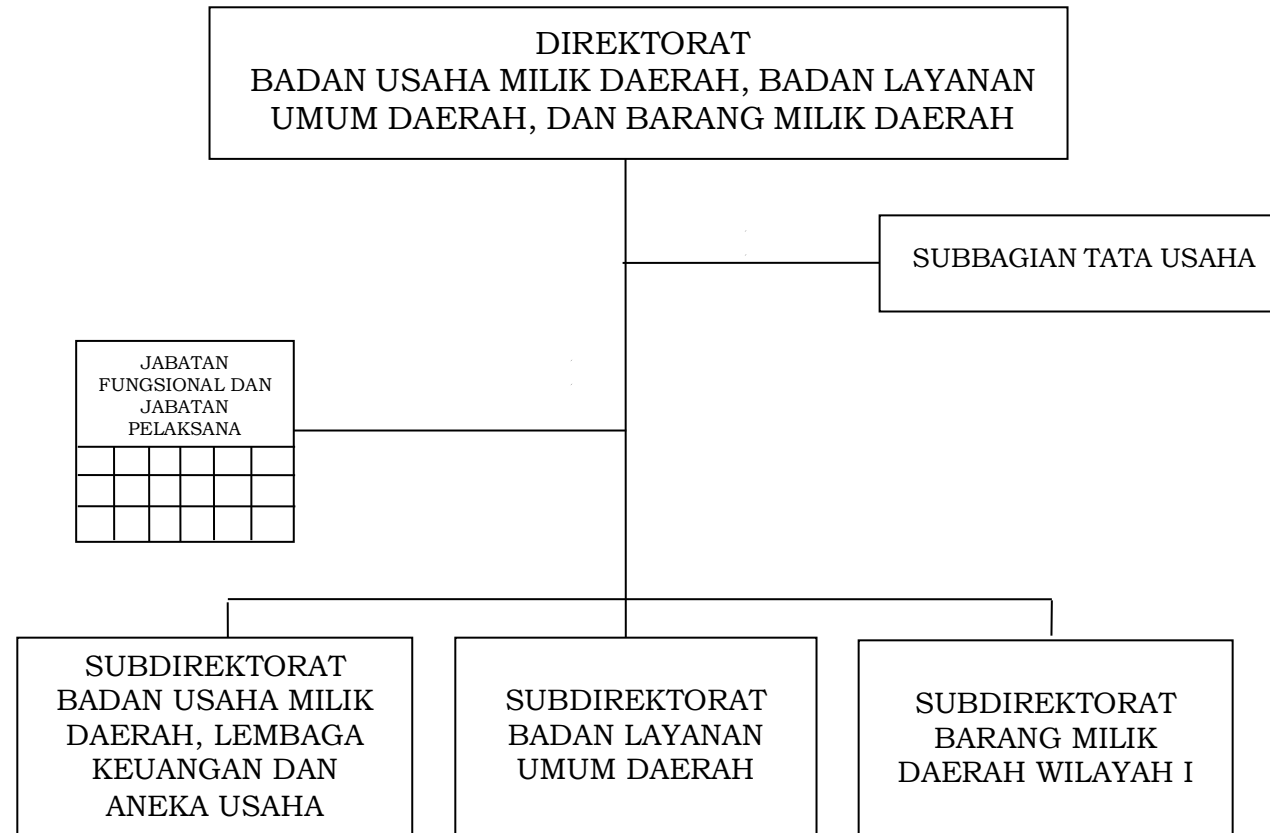 DIREKTORAT
BADAN USAHA MILIK DAERAH, BADAN LAYANAN
UMUM DAERAH, DAN BARANG MILIK DAERAH
SUBBAGIAN TATA USAHA
JABATAN
FUNGSIONAL DAN
JABATAN
PELAKSANA
SUBDIREKTORAT
BADAN USAHA MILIK
DAERAH, LEMBAGA
KEUANGAN DAN
ANEKA USAHA
SUBDIREKTORAT
BADAN LAYANAN
UMUM DAERAH
SUBDIREKTORAT
BARANG MILIK
DAERAH WILAYAH I